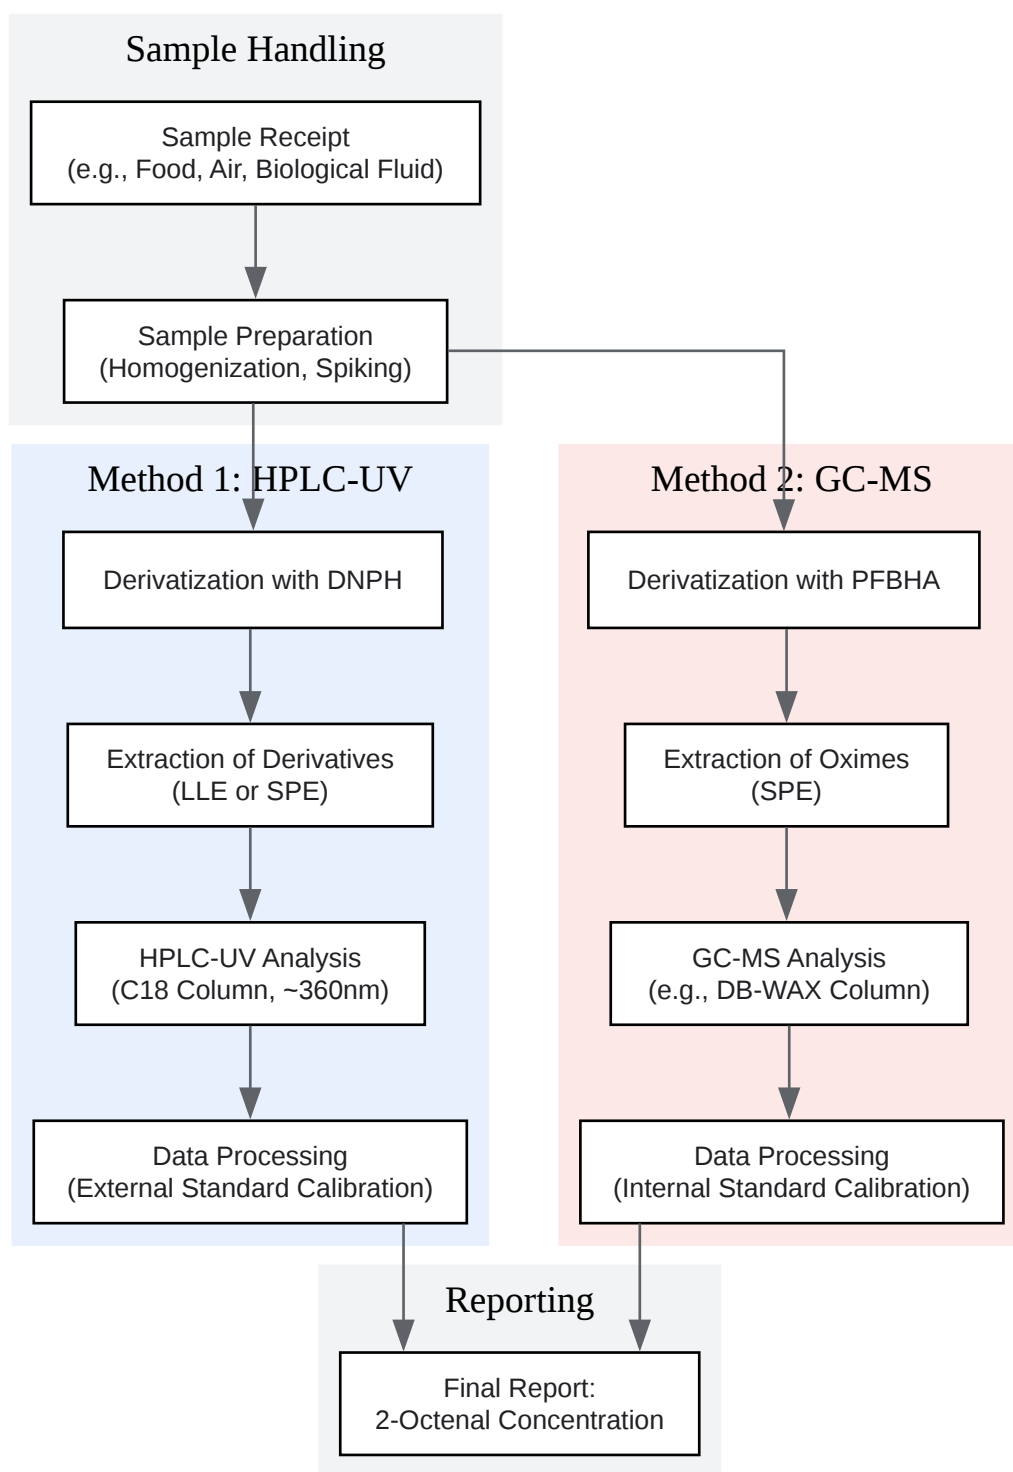 Sample Handling
Sample Receipt
(e.g., Food, Air, Biological Fluid)
Sample Preparation
(Homogenization, Spiking)
Method 1: HPLC-UV
Derivatization with DNPH
Extraction of Derivatives
(LLE or SPE)
HPLC-UV Analysis
(C18 Column, ~360nm)
Data Processing
(External Standard Calibration)
Method 2: GC-MS
Derivatization with PFBHA
Extraction of Oximes
(SPE)
GC-MS Analysis
(e.g., DB-WAX Column)
Data Processing
(Internal Standard Calibration)
Reporting
Final Report:
2-Octenal Concentration